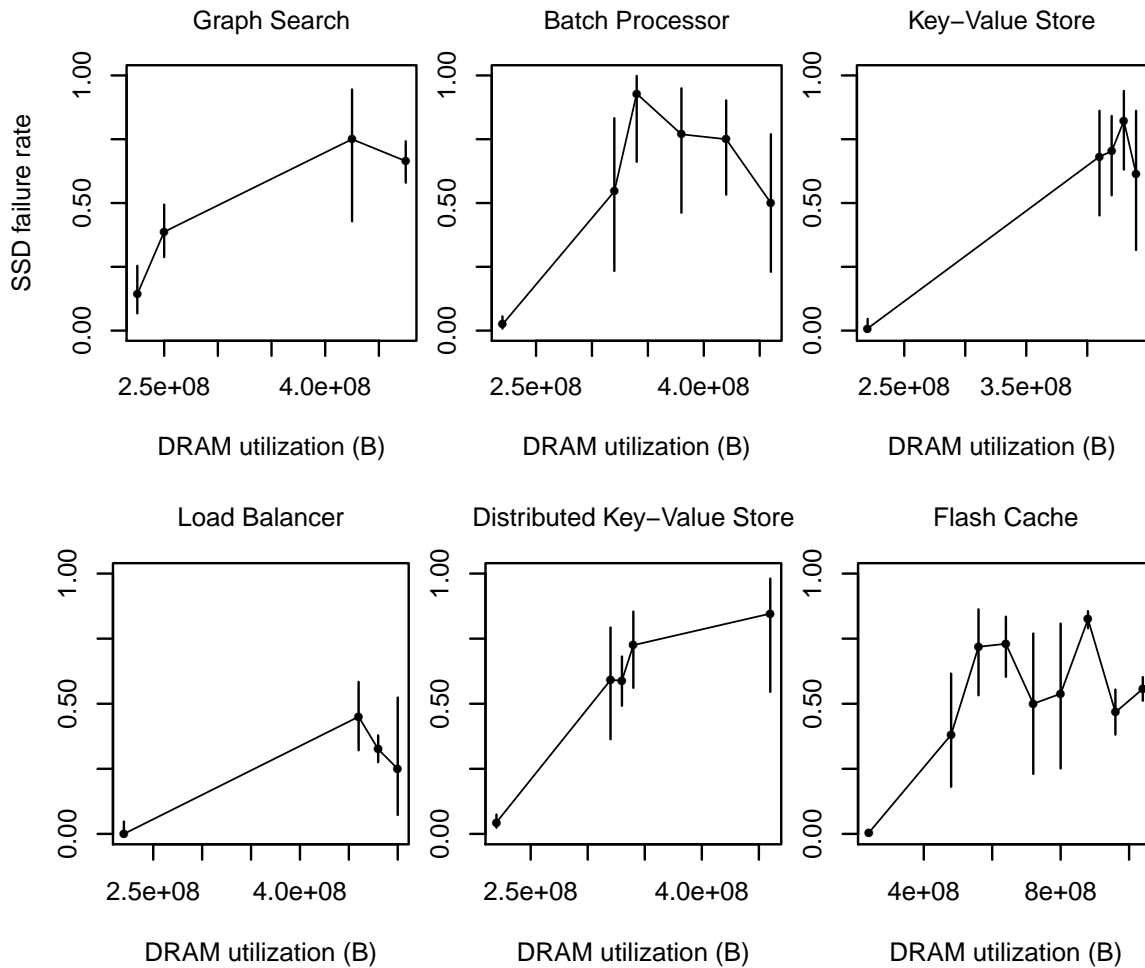 Graph Search
Batch Processor
Key−Value Store
SSD failure rate
0.00 0.50 1.00
2.5e+08 4.0e+08
2.5e+08 4.0e+08
2.5e+08 3.5e+08
DRAM utilization (B)
DRAM utilization (B)
DRAM utilization (B)
Load Balancer
Distributed Key−Value Store
Flash Cache
0.00 0.50 1.00
0.00 0.50 1.00
0.00 0.50 1.00
0.00 0.50 1.00
0.00 0.50 1.00
2.5e+08 4.0e+08
2.5e+08 4.0e+08
4e+08 8e+08
DRAM utilization (B)
DRAM utilization (B)
DRAM utilization (B)